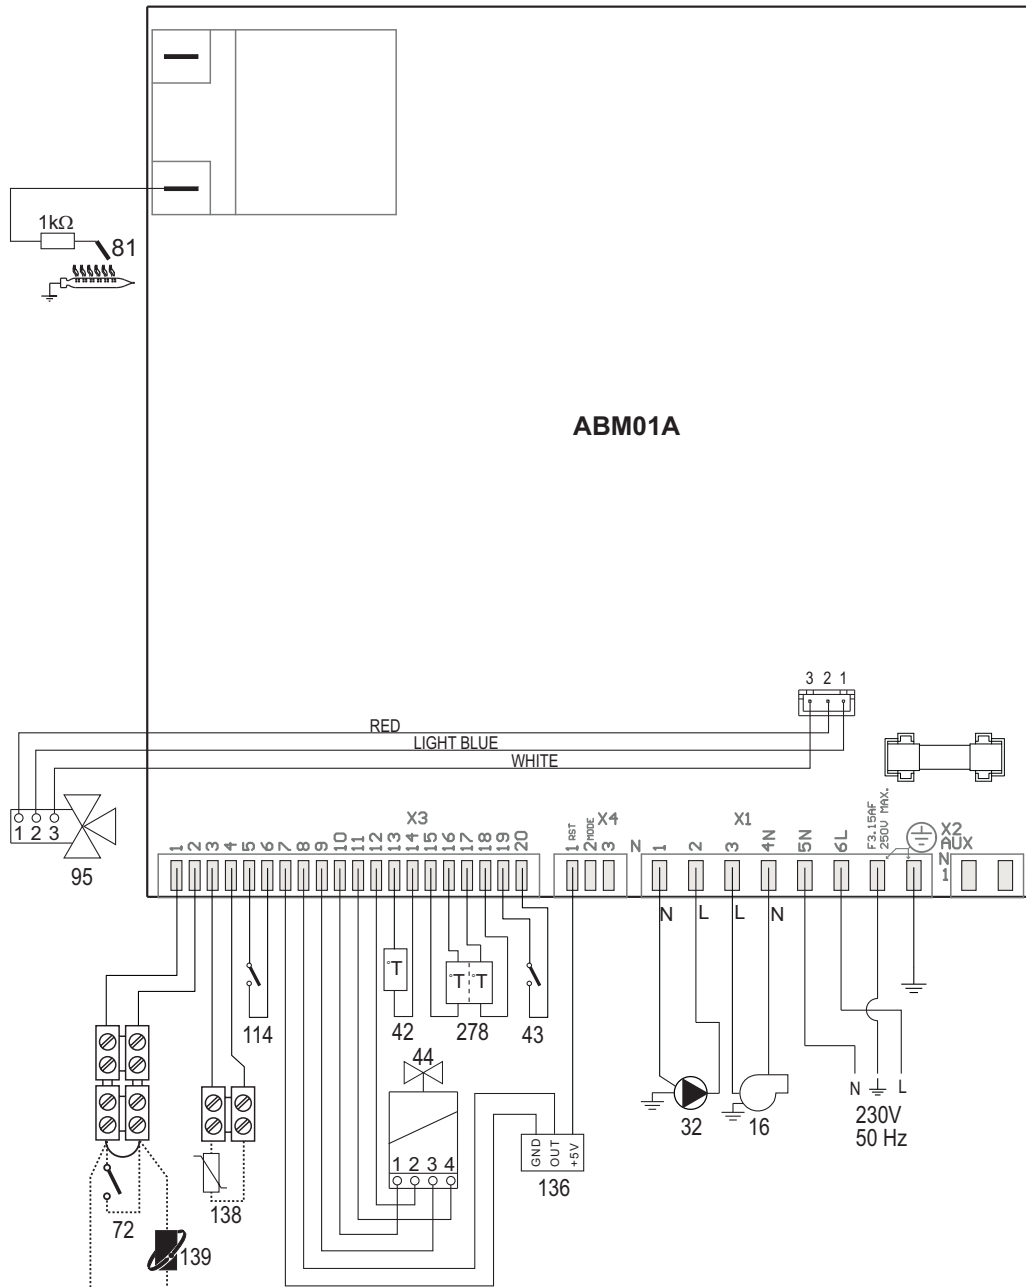 1kΩ
81
ABM01A
3 2 1
RED
LIGHT BLUE
WHITE
1 2 3
95
X3
1 2 3 4 5 6 7 8 9 10 11 12 13 14 15 16 17 18 19 20
X4
1 RST
2 MODE
3
X1
N
1 2 3 4N 5N 6L
F3.15AF
250V MAX.
X2
AUX
N
1
N L L N
°T
42
°T °T
278
43
114
44
1 2 3 4
GND
OUT
+5V
136
32
16
N L
230V
50 Hz
72
138
139